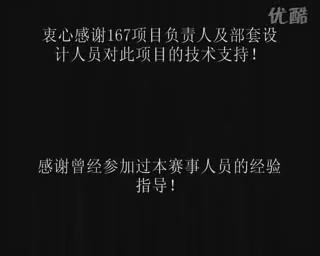 优酷
衷心感谢167项目负责人及部套设
计人员对此项目的技术支持!
感谢曾经参加过本赛事人员的经验
指导!